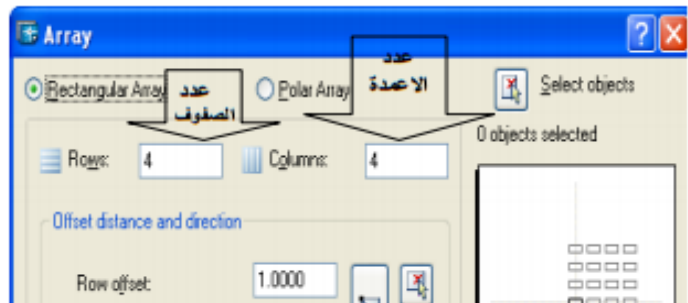 Array
عدد
الاعمدة
Rectangular Array
عدد
الصفوف
Polar Array
Select objects
0 objects selected
Rows:
4
Columns:
4
Offset distance and direction
Row offset:
1.0000